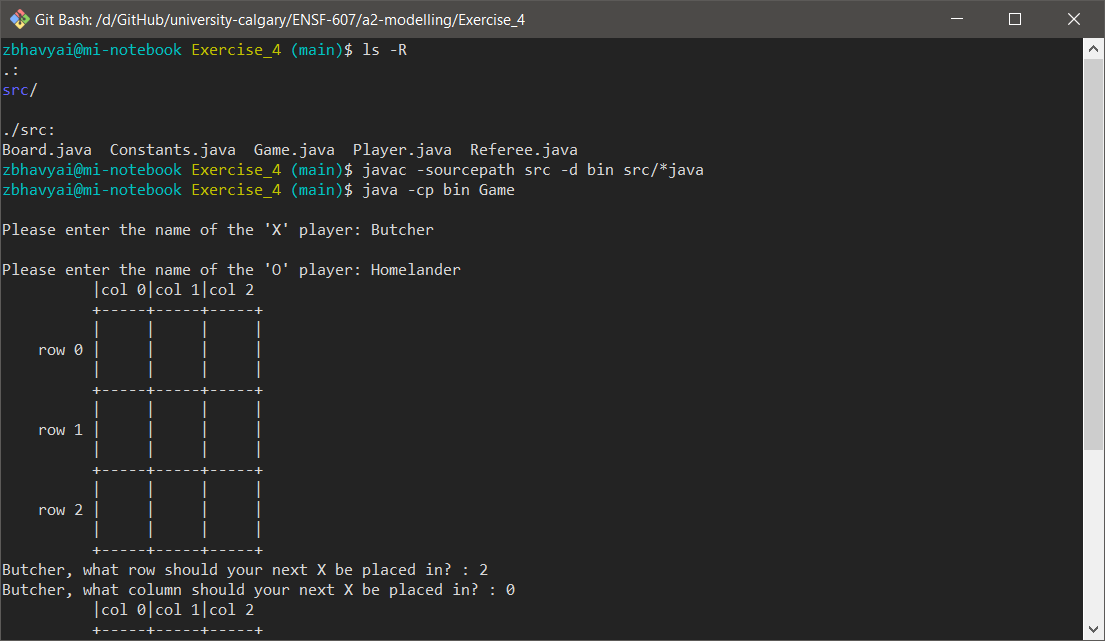 Git Bash: /d/GitHub/university-calgary/ENSF-607/a2-modelling/Exercise_4
zbhavyai@mi-notebook Exercise_4 (main)$ ls -R
.:
src/

./src:
Board.java  Constants.java  Game.java  Player.java  Referee.java
zbhavyai@mi-notebook Exercise_4 (main)$ javac -sourcepath src -d bin src/*java
zbhavyai@mi-notebook Exercise_4 (main)$ java -cp bin Game

Please enter the name of the 'X' player: Butcher

Please enter the name of the 'O' player: Homelander
          |col 0|col 1|col 2
          +-----+-----+-----+
          |     |     |     |
    row 0 |     |     |     |
          |     |     |     |
          +-----+-----+-----+
          |     |     |     |
    row 1 |     |     |     |
          |     |     |     |
          +-----+-----+-----+
          |     |     |     |
    row 2 |     |     |     |
          |     |     |     |
          +-----+-----+-----+
Butcher, what row should your next X be placed in? : 2
Butcher, what column should your next X be placed in? : 0
          |col 0|col 1|col 2
          +-----+-----+-----+